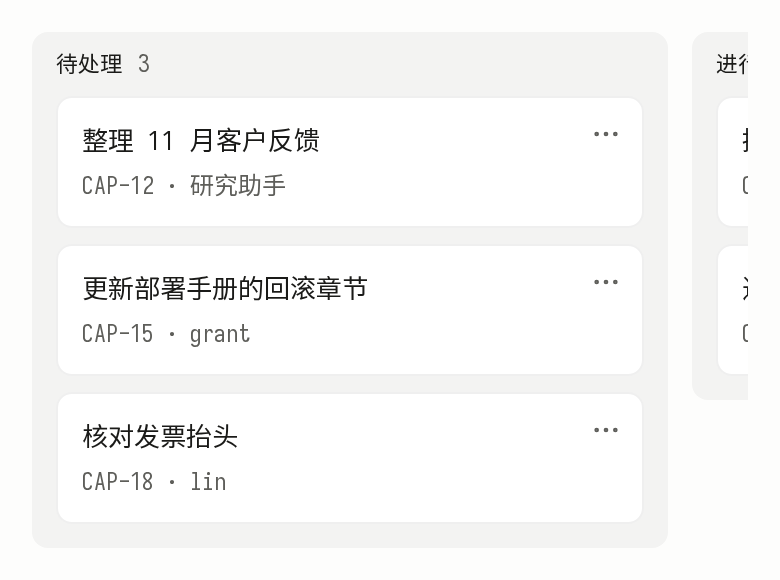 待处理 3
整理 11 月客户反馈
CAP-12 · 研究助手
更新部署手册的回滚章节
CAP-15 · grant
核对发票抬头
CAP-18 · lin
进